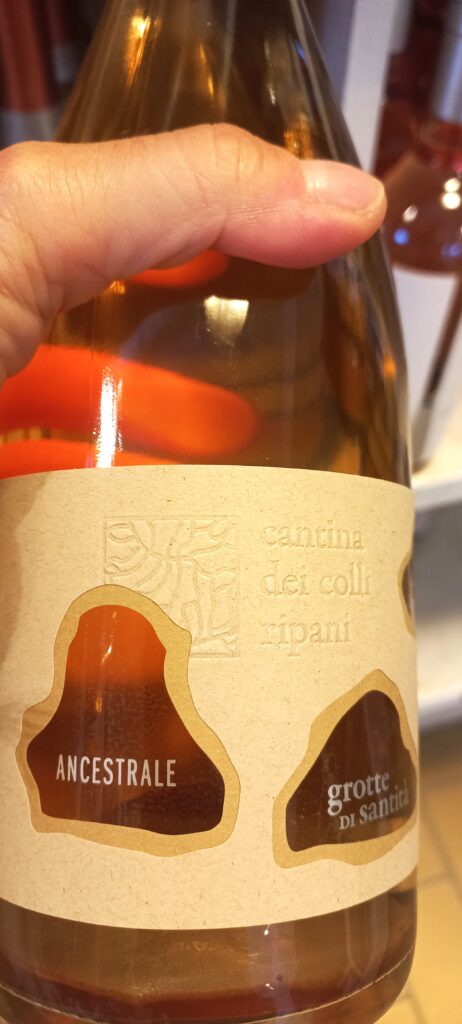 cantina
dei colli
ripani
ANCESTRALE
grotte
DI santità